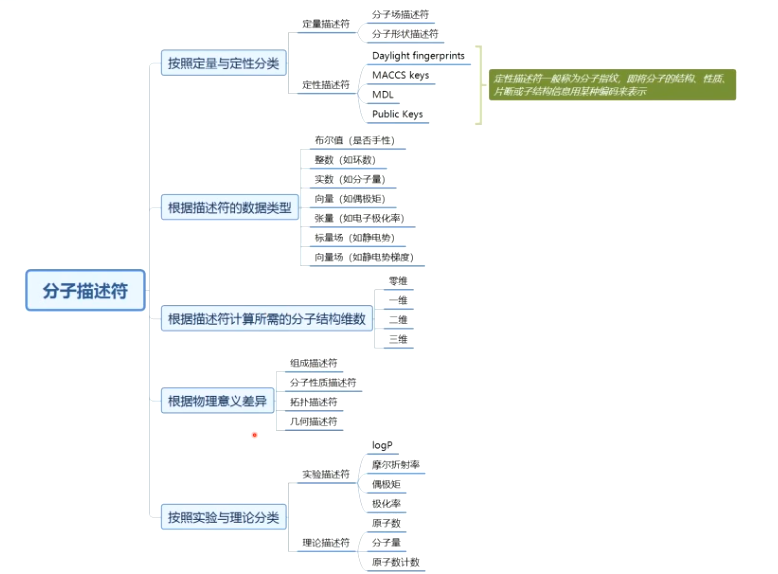 分子描述符
按照定量与定性分类
定量描述符
分子场描述符
分子形状描述符
定性描述符
Daylight fingerprints
MACCS keys
MDL
Public Keys
定性描述符一般称为分子指纹，即将分子的结构、性质、
片断或子结构信息用某种编码来表示
根据描述符的数据类型
布尔值（是否手性）
整数（如环数）
实数（如分子量）
向量（如偶极矩）
张量（如电子极化率）
标量场（如静电势）
向量场（如静电势梯度）
根据描述符计算所需的分子结构维数
零维
一维
二维
三维
根据物理意义差异
组成描述符
分子性质描述符
拓扑描述符
几何描述符
按照实验与理论分类
实验描述符
logP
摩尔折射率
偶极矩
极化率
理论描述符
原子数
分子量
原子数计数